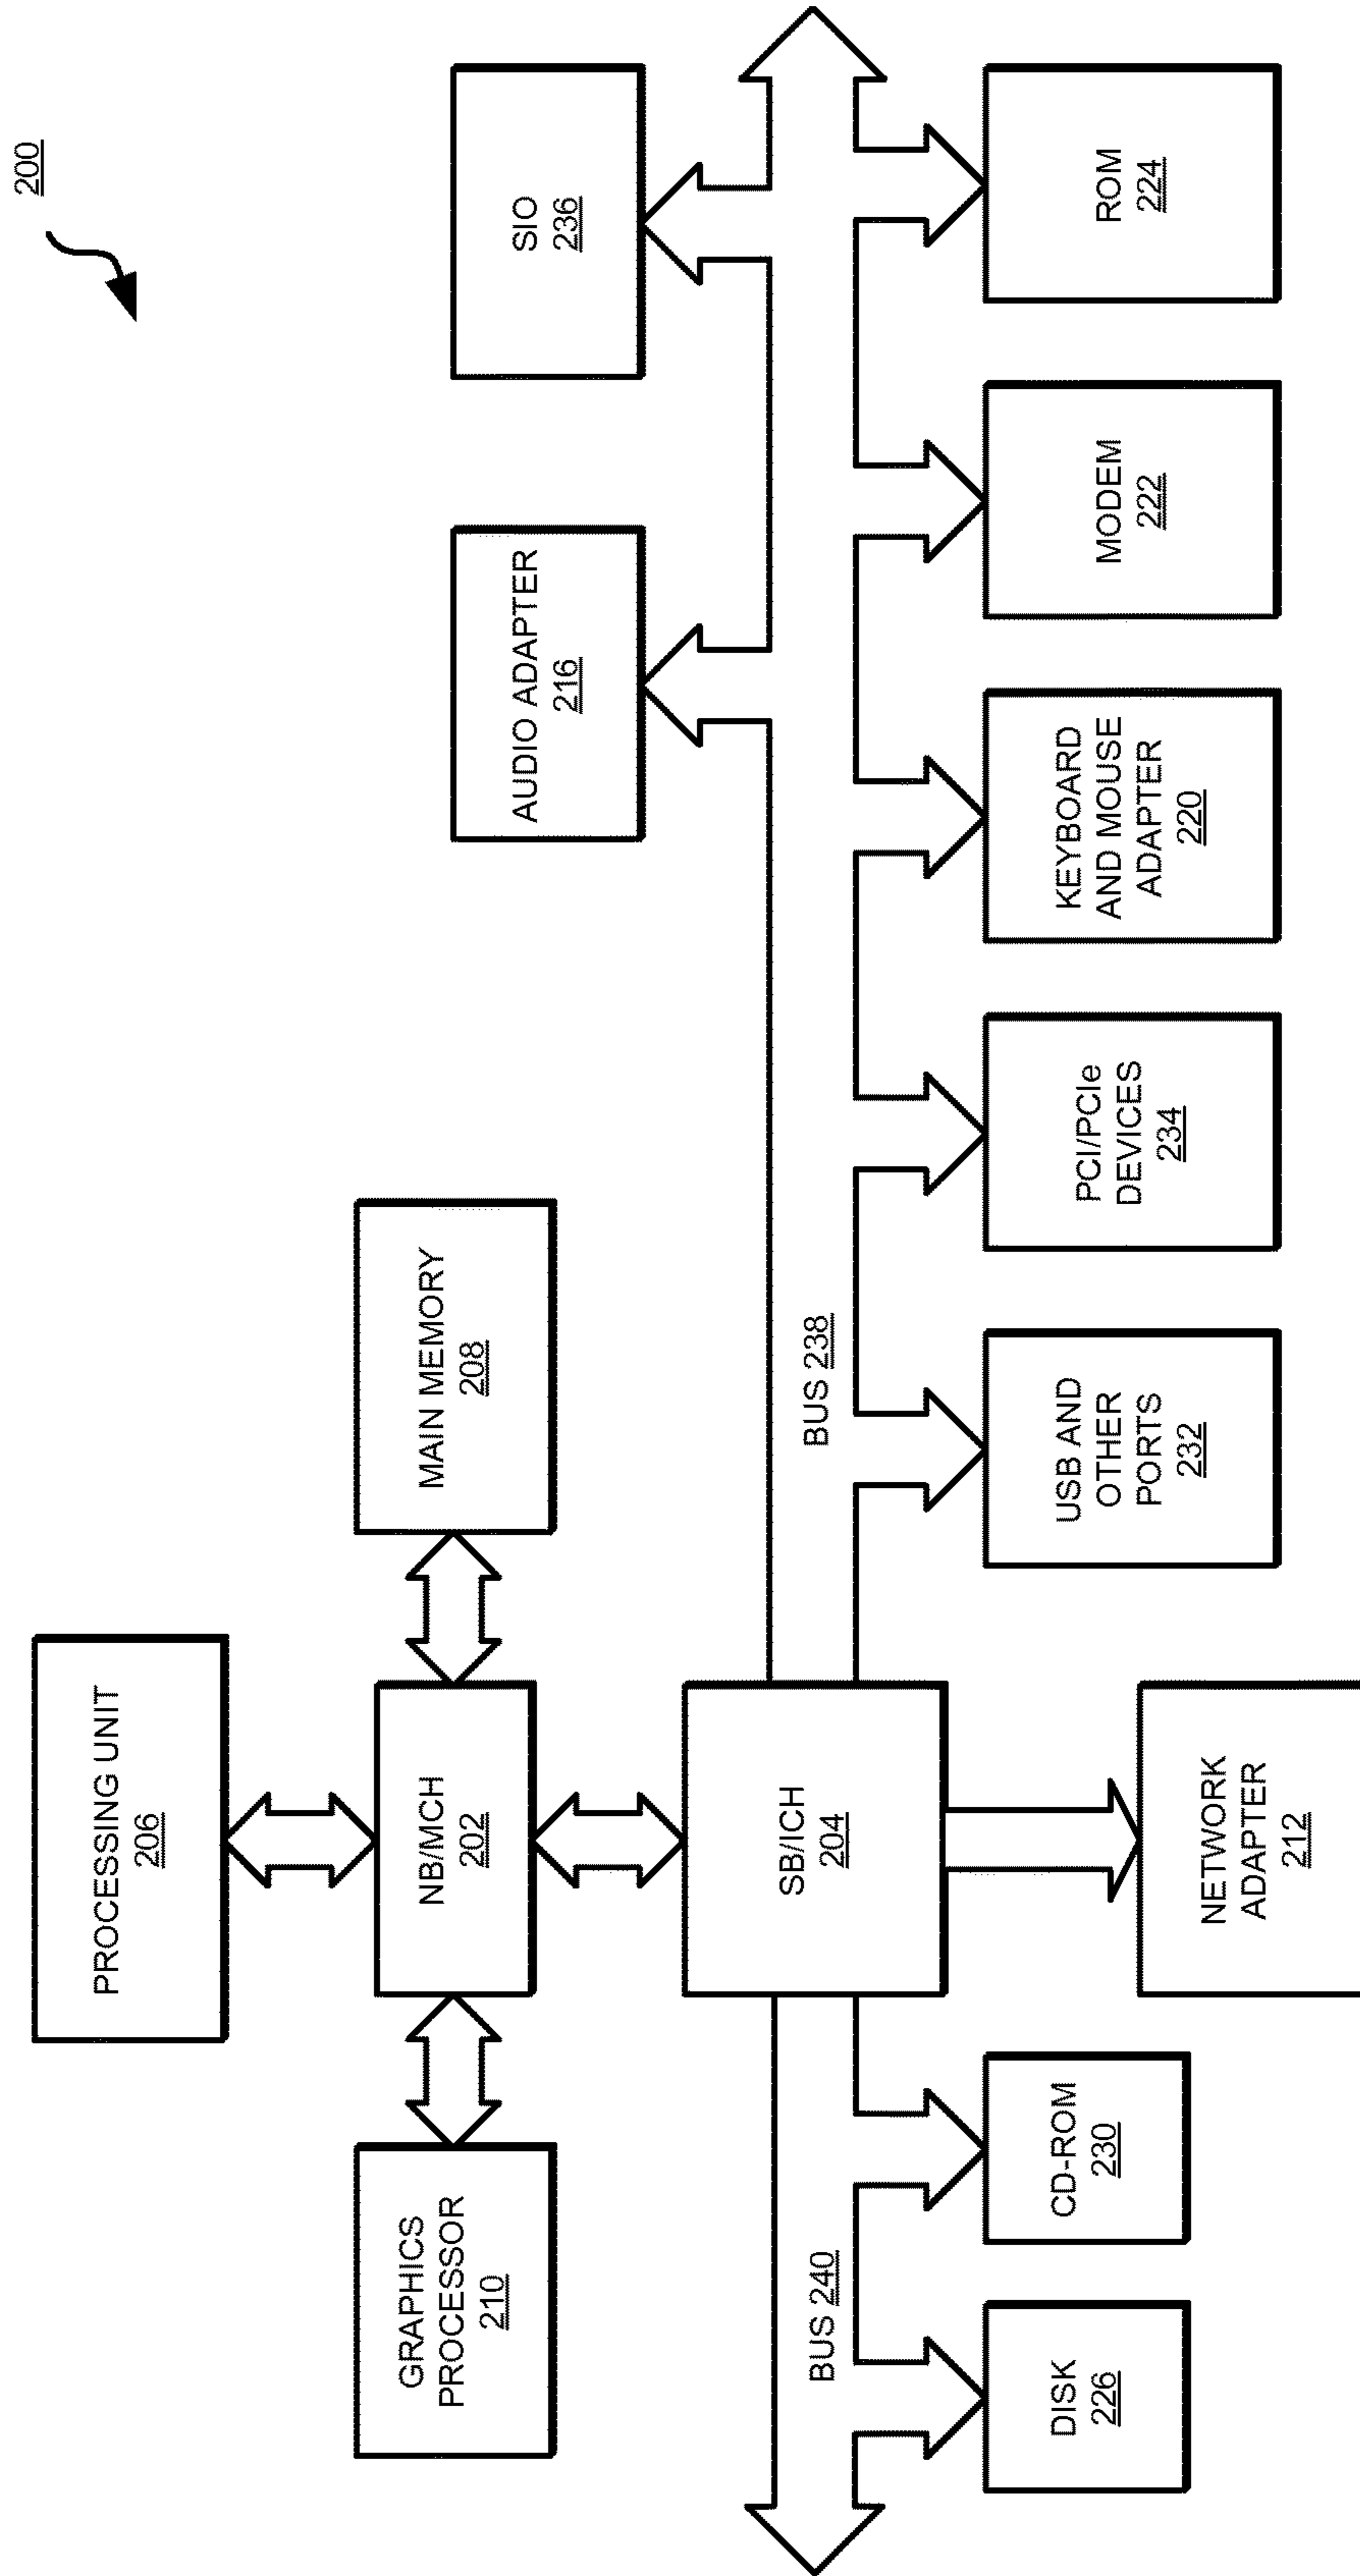 200
PROCESSING UNIT
206
GRAPHICS
PROCESSOR
210
NB/MCH
202
MAIN MEMORY
208
AUDIO ADAPTER
216
SIO
236
SB/ICH
204
BUS 240
BUS 238
DISK
226
CD-ROM
230
NETWORK
ADAPTER
212
USB AND
OTHER
PORTS
232
PCI/PCIe
DEVICES
234
KEYBOARD
AND MOUSE
ADAPTER
220
MODEM
222
ROM
224